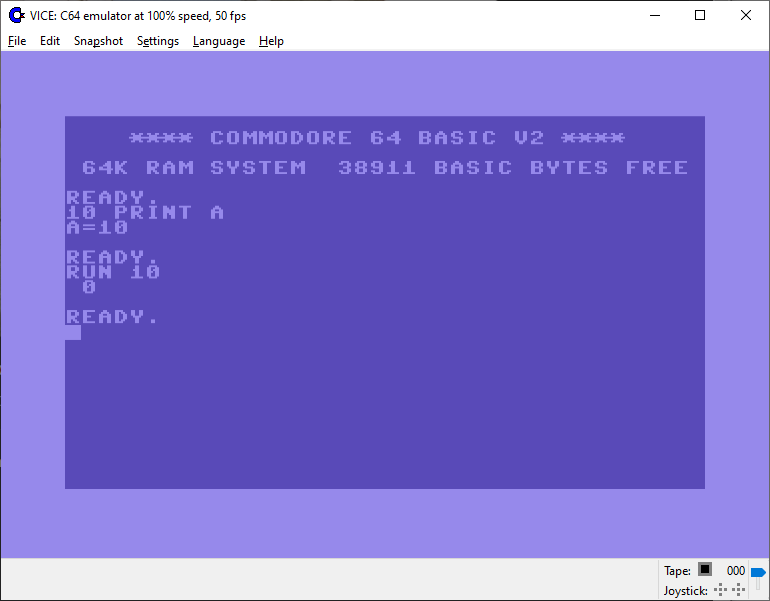 VICE: C64 emulator at 100% speed, 50 fps
File Edit Snapshot Settings Language Help
**** COMMODORE 64 BASIC V2 ****
64K RAM SYSTEM 38911 BASIC BYTES FREE
READY.
10 PRINT A
A=10
READY.
RUN 10
0
READY.
Tape: 000
Joystick: